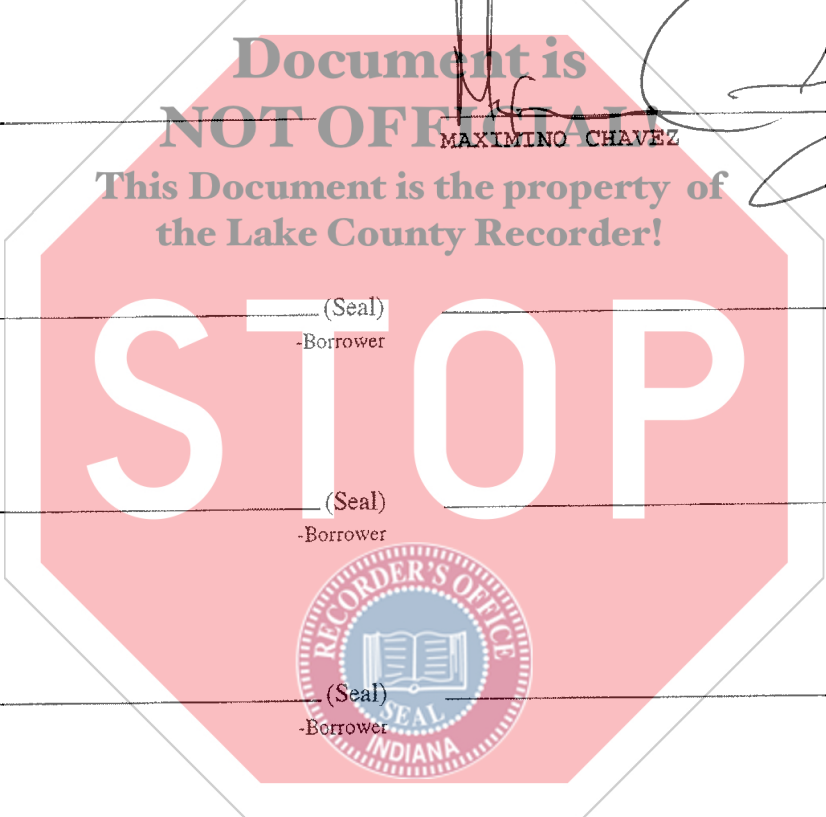 Document is
NOT OFFICIAL!
MAXIMINO CHAVEZ
This Document is the property of
the Lake County Recorder!
(Seal)
-Borrower
STOP
(Seal)
-Borrower
RECORDER'S OFFICE
(Seal)
SEAL
-Borrower
INDIANA